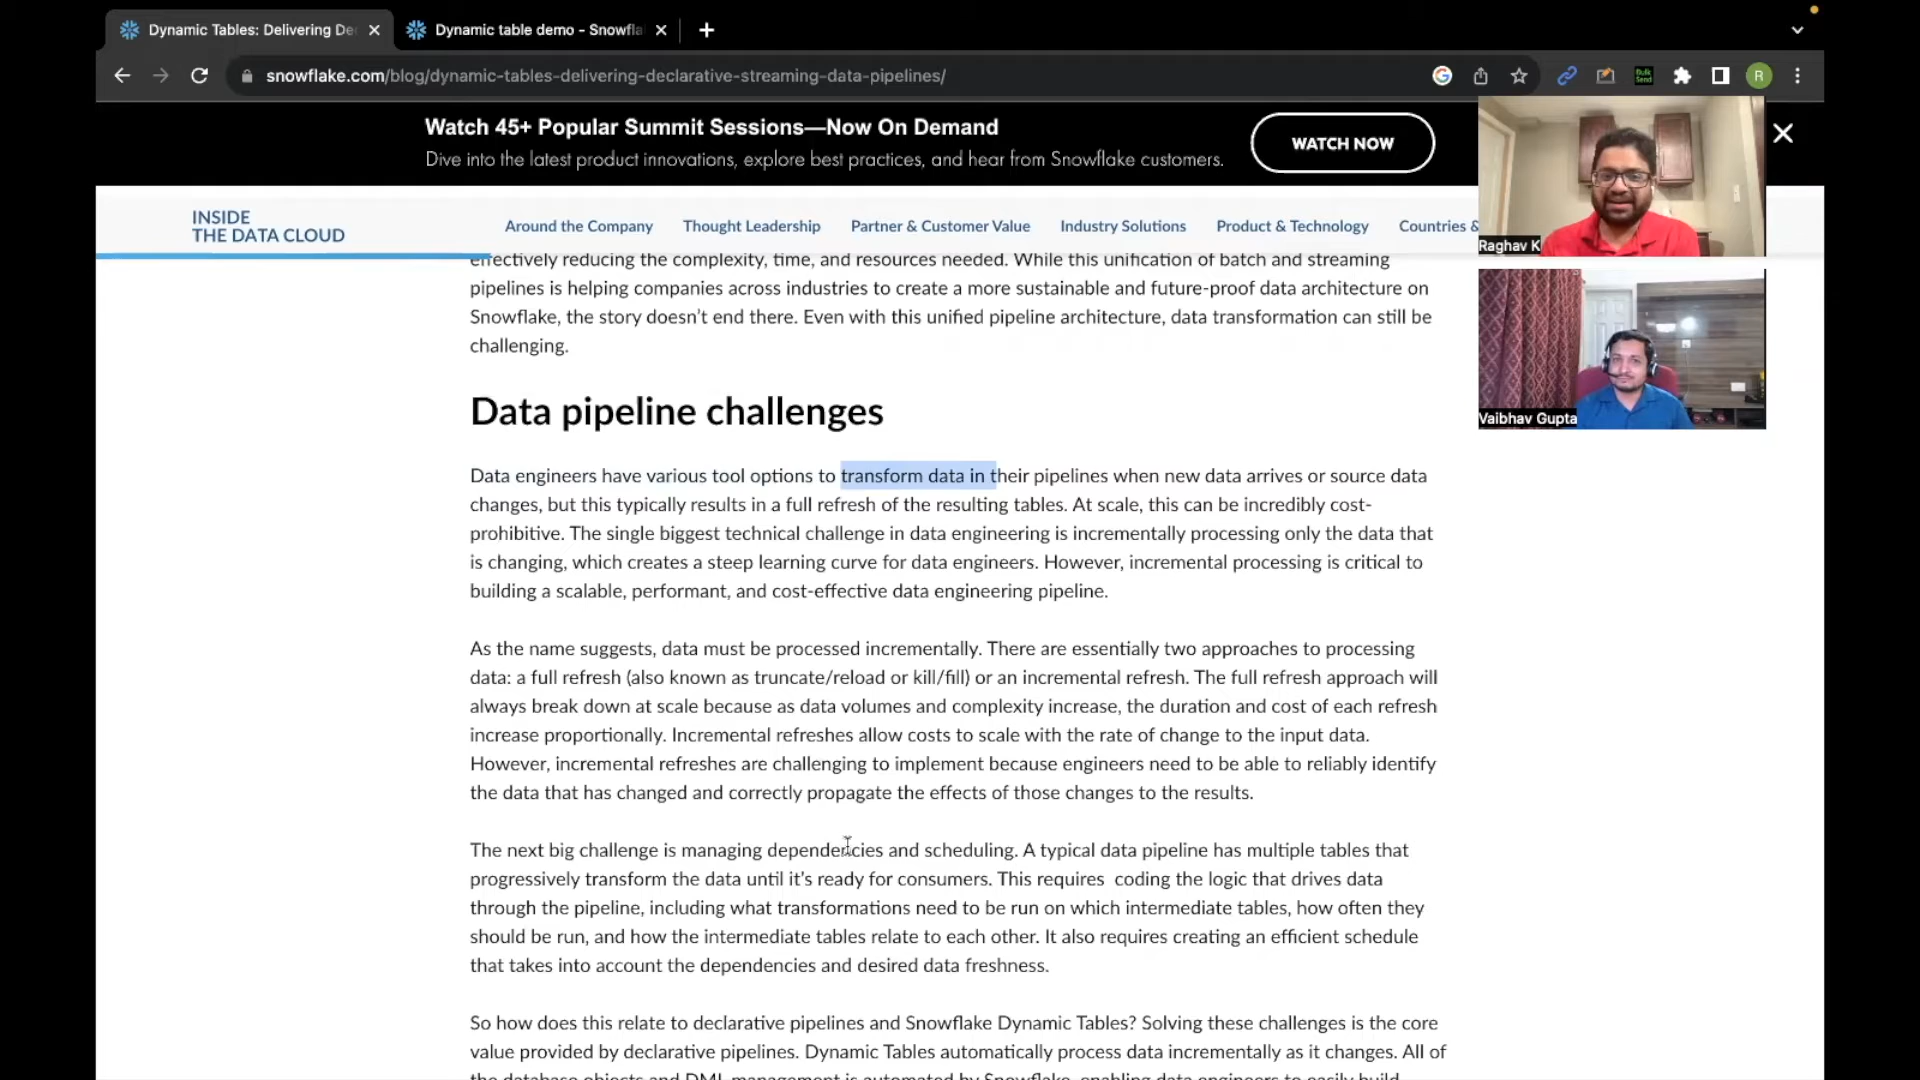 Dynamic Tables: Delivering De
Dynamic table demo - Snowfla
snowflake.com/blog/dynamic-tables-delivering-declarative-streaming-data-pipelines/
G
Bulk
Send
R
Watch 45+ Popular Summit Sessions—Now On Demand
Dive into the latest product innovations, explore best practices, and hear from Snowflake customers.
WATCH NOW
INSIDE
THE DATA CLOUD
Around the Company
Thought Leadership
Partner & Customer Value
Industry Solutions
Product & Technology
Countries &
Raghav K
Vaibhav Gupta
effectively reducing the complexity, time, and resources needed. While this unification of batch and streaming
pipelines is helping companies across industries to create a more sustainable and future-proof data architecture on
Snowflake, the story doesn’t end there. Even with this unified pipeline architecture, data transformation can still be
challenging.
Data pipeline challenges
Data engineers have various tool options to transform data in their pipelines when new data arrives or source data
changes, but this typically results in a full refresh of the resulting tables. At scale, this can be incredibly cost-
prohibitive. The single biggest technical challenge in data engineering is incrementally processing only the data that
is changing, which creates a steep learning curve for data engineers. However, incremental processing is critical to
building a scalable, performant, and cost-effective data engineering pipeline.
As the name suggests, data must be processed incrementally. There are essentially two approaches to processing
data: a full refresh (also known as truncate/reload or kill/fill) or an incremental refresh. The full refresh approach will
always break down at scale because as data volumes and complexity increase, the duration and cost of each refresh
increase proportionally. Incremental refreshes allow costs to scale with the rate of change to the input data.
However, incremental refreshes are challenging to implement because engineers need to be able to reliably identify
the data that has changed and correctly propagate the effects of those changes to the results.
The next big challenge is managing dependencies and scheduling. A typical data pipeline has multiple tables that
progressively transform the data until it’s ready for consumers. This requires  coding the logic that drives data
through the pipeline, including what transformations need to be run on which intermediate tables, how often they
should be run, and how the intermediate tables relate to each other. It also requires creating an efficient schedule
that takes into account the dependencies and desired data freshness.
So how does this relate to declarative pipelines and Snowflake Dynamic Tables? Solving these challenges is the core
value provided by declarative pipelines. Dynamic Tables automatically process data incrementally as it changes. All of
the database objects and DML management is automated by Snowflake, enabling data engineers to easily build